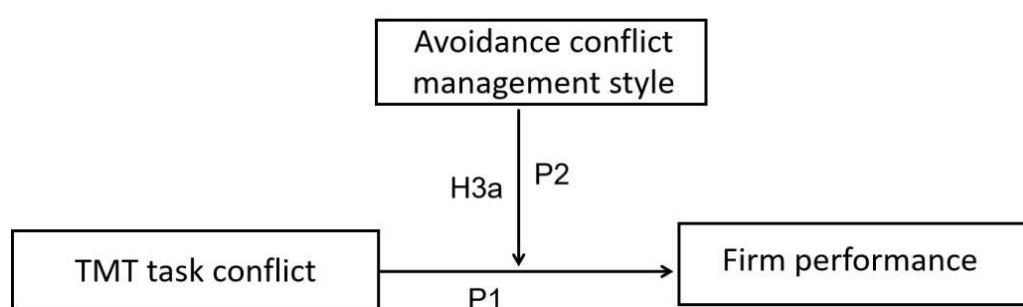 Avoidance conflict
management style
H3a
P2
TMT task conflict
Firm performance
P1